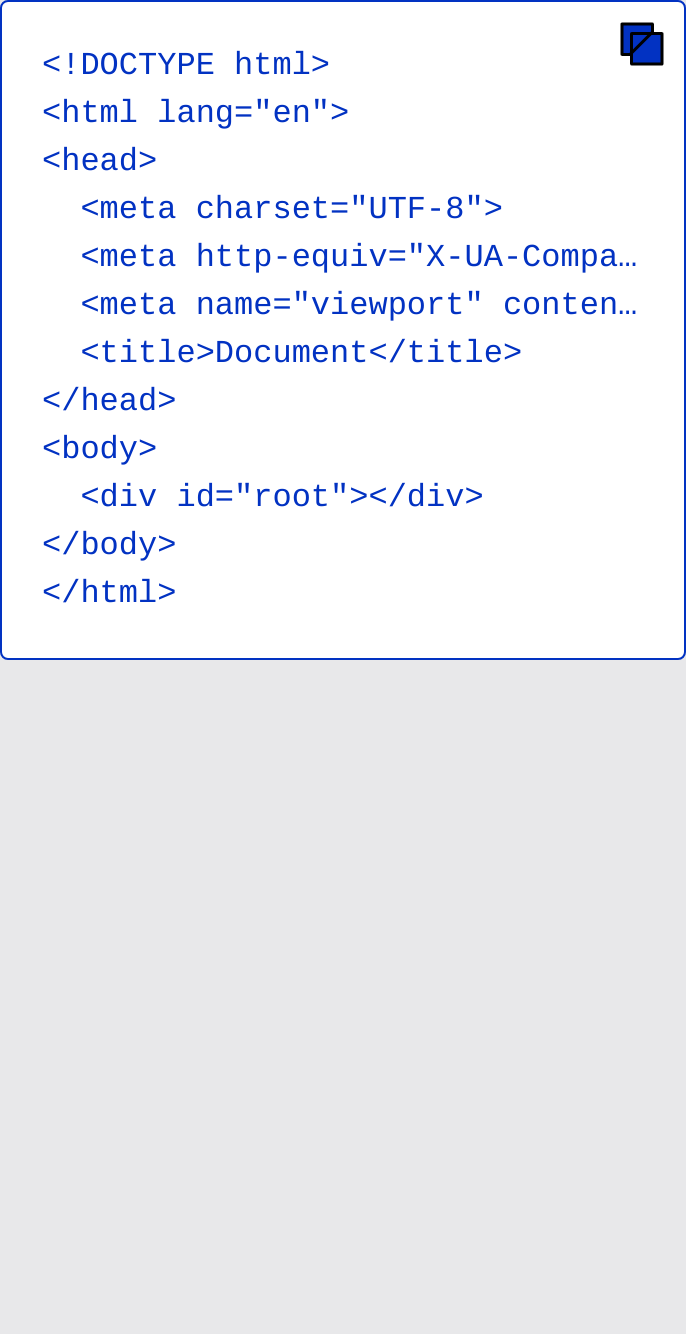 <!DOCTYPE html>
<html lang="en">
<head>
  <meta charset="UTF-8">
  <meta http-equiv="X-UA-Compa…
  <meta name="viewport" conten…
  <title>Document</title>
</head>
<body>
  <div id="root"></div>
</body>
</html>